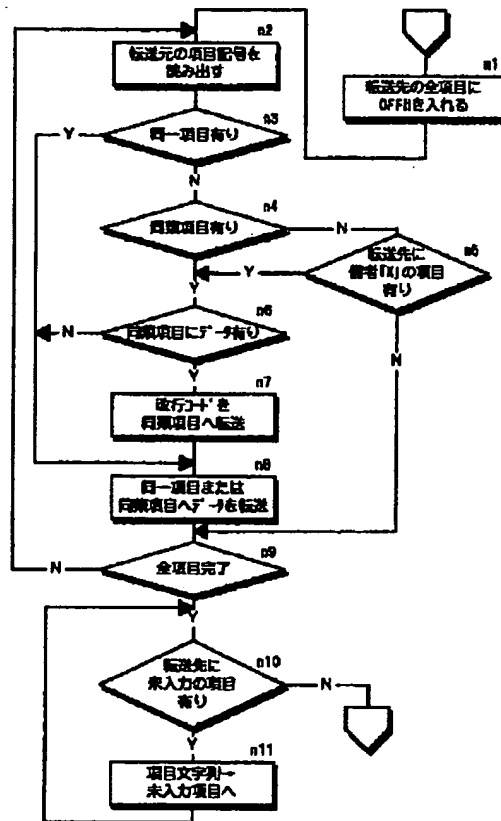 n1
転送先の全項目に
0FFHを入れる
n2
転送元の項目記号を
読み出す
n3
同一項目有り
Y
N
n4
同類項目有り
N
Y
n5
転送先に
備考「X」の項目
有り
Y
N
n6
同類項目にデータ有り
N
Y
n7
改行コードを
同類項目へ転送
n8
同一項目または
同類項目へデータを転送
n9
全項目完了
N
Y
n10
転送先に
未入力の項目
有り
N
Y
n11
項目文字列→
未入力項目へ